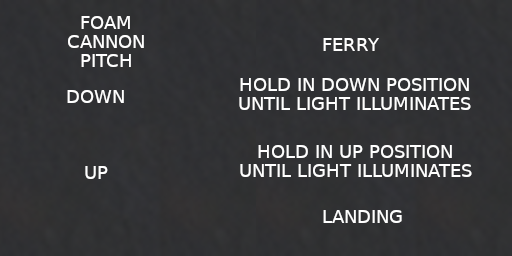 FOAM
CANNON
PITCH
DOWN
UP
FERRY
HOLD IN DOWN POSITION
UNTIL LIGHT ILLUMINATES
HOLD IN UP POSITION
UNTIL LIGHT ILLUMINATES
LANDING